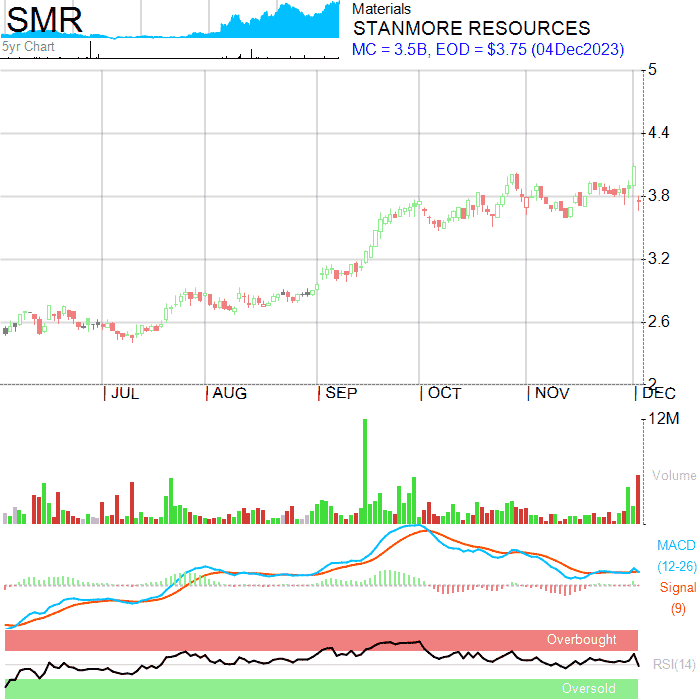 SMR
5yr Chart
Materials
STANMORE RESOURCES
MC = 3.5B, EOD = $3.75 (04Dec2023)
5
4.4
3.8
3.2
2.6
2
JUL AUG SEP OCT NOV DEC
12M
Volume
MACD
(12-26)
Signal
(9)
Overbought
RSI(14)
Oversold